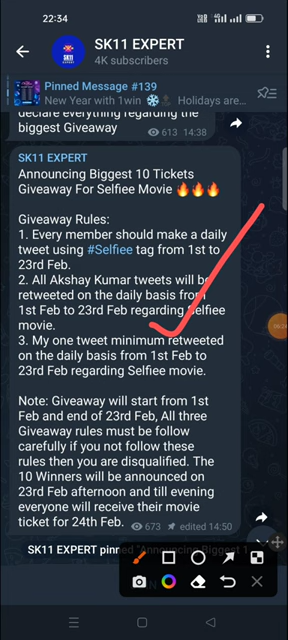 22:34
SK11 EXPERT
4K subscribers
Pinned Message #139
New Year with 1win ❄️🎄 Holidays are…
declare everything regarding the
biggest Giveaway
613 14:38
SK11 EXPERT
Announcing Biggest 10 Tickets
Giveaway For Selfiee Movie 🔥🔥🔥
Giveaway Rules:
1. Every member should make a daily
tweet using #Selfiee tag from 1st to
23rd Feb.
2. All Akshay Kumar tweets will be
retweeted on the daily basis from
1st Feb to 23rd Feb regarding Selfiee
movie.
3. My one tweet minimum retweeted
on the daily basis from 1st Feb to
23rd Feb regarding Selfiee movie.
Note: Giveaway will start from 1st
Feb and end of 23rd Feb, All three
Giveaway rules must be follow
carefully if you not follow these
rules then you are disqualified. The
10 Winners will be announced on
23rd Feb afternoon and till evening
everyone will receive their movie
ticket for 24th Feb.
673 edited 14:50
SK11 EXPERT pinned "Announcing Biggest 1